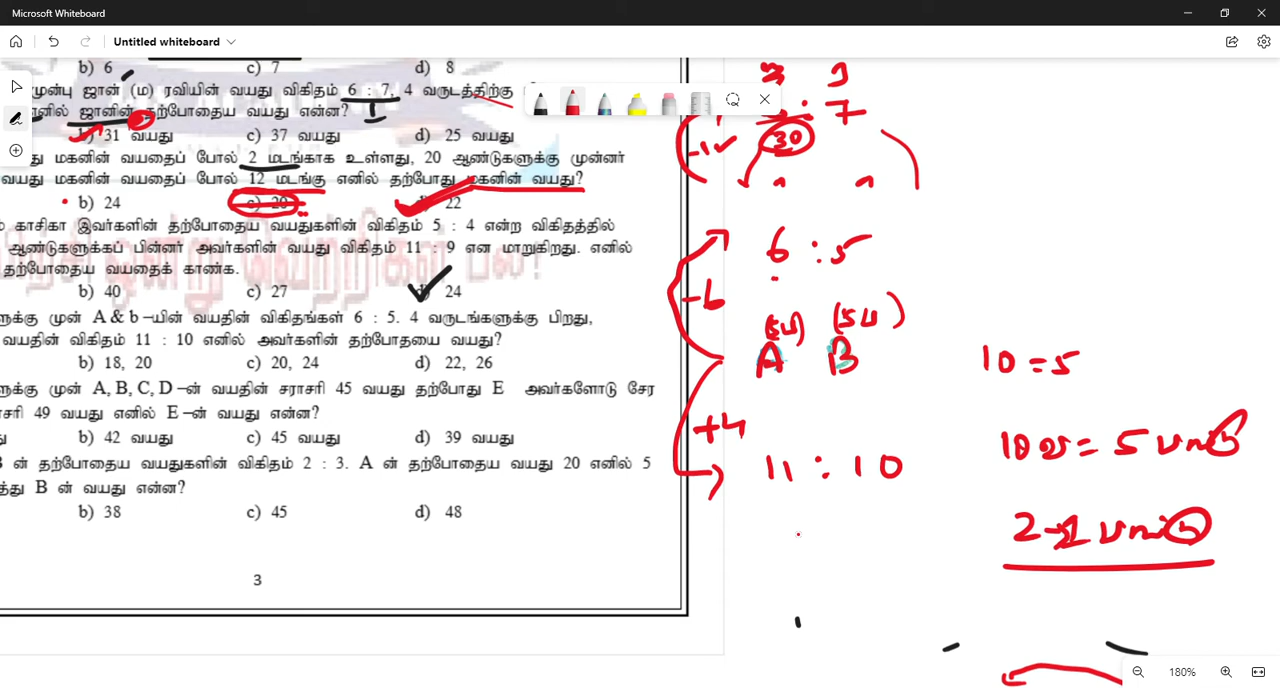 Microsoft Whiteboard
Untitled whiteboard
b) 6 c) 7 d) 8
முன்பு ஜான் (ம) ரவியின் வயது விகிதம் 6 : 7, 4 வருடத்திற்கு
எனில் ஜானின் தற்போதைய வயது என்ன?
b) 31 வயது c) 37 வயது d) 25 வயது
து மகனின் வயதைப் போல் 2 மடங்காக உள்ளது, 20 ஆண்டுகளுக்கு முன்னர்
வயது மகனின் வயதைப் போல் 12 மடங்கு எனில் தற்போது மகனின் வயது?
b) 24 c) 20 22
காசிகா இவர்களின் தற்போதைய வயதுகளின் விகிதம் 5 : 4 என்ற விகிதத்தில்
ஆண்டுகளுக்கப் பின்னர் அவர்களின் வயது விகிதம் 11 : 9 என மாறுகிறது. எனில்
தற்போதைய வயதைக் காண்க.
b) 40 c) 27 d) 24
ளுக்கு முன் A & b –யின் வயதின் விகிதங்கள் 6 : 5. 4 வருடங்களுக்கு பிறது,
வயதின் விகிதம் 11 : 10 எனில் அவர்களின் தற்போதயை வயது?
b) 18, 20 c) 20, 24 d) 22, 26
ளுக்கு முன் A, B, C, D –ன் வயதின் சராசரி 45 வயது தற்போது E அவர்களோடு சேர
ராசரி 49 வயது எனில் E –ன் வயது என்ன?
து b) 42 வயது c) 45 வயது d) 39 வயது
B ன் தற்போதைய வயதுகளின் விகிதம் 2 : 3. A ன் தற்போதைய வயது 20 எனில் 5
த்து B ன் வயது என்ன?
b) 38 c) 45 d) 48
3
: 7
30
6 : 5
-6
A B
10 = 5
+4
11 : 10
180%